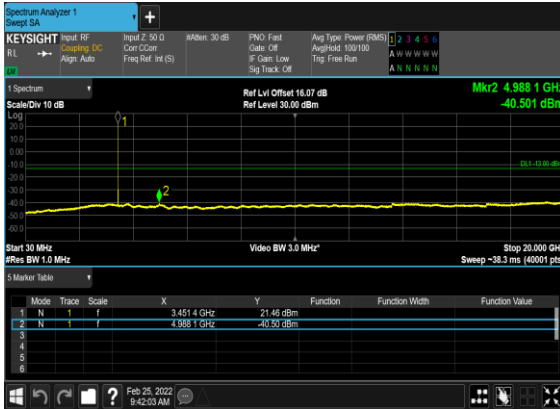 Spectrum Analyzer 1
Swept SA
+
KEYSIGHT Input: RF Input Z: 50 Ω #Atten: 30 dB PNO: Fast Avg Type: Power (RMS) 1 2 3 4 5 6
RL Coupling: DC Corr CCorr Gate: Off Avg|Hold: 100/100 A W W W W W
Align: Auto Freq Ref: Int (S) IF Gain: Low Trig: Free Run
Sig Track: Off A N N N N N
1 Spectrum Ref Lvl Offset 16.07 dB Mkr2 4.988 1 GHz
Scale/Div 10 dB Ref Level 30.00 dBm -40.501 dBm
Log
20.0
10.0
0.00
-10.0
-20.0
-30.0
-40.0
-50.0
-60.0
1
2
DL1 -13.00 dBm
Start 30 MHz Video BW 3.0 MHz* Stop 20.000 GHz
#Res BW 1.0 MHz Sweep ~38.3 ms (40001 pts)
5 Marker Table
Mode Trace Scale X Y Function Function Width Function Value
1 N 1 f 3.451 4 GHz 21.46 dBm
2 N 1 f 4.988 1 GHz -40.50 dBm
3
4
5
6
? Feb 25, 2022
9:42:03 AM